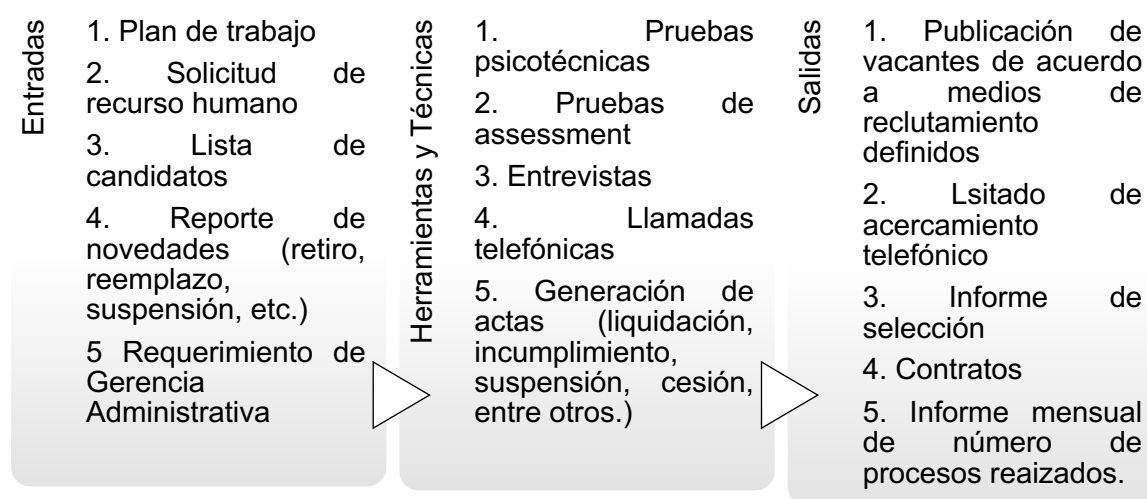 Entradas
1. Plan de trabajo
2. Solicitud de
recurso humano
3. Lista de
candidatos
4. Reporte de
novedades (retiro,
reemplazo,
suspensión, etc.)
5 Requerimiento de
Gerencia
Administrativa
Herramientas y Técnicas
1. Pruebas
psicotécnicas
2. Pruebas de
assessment
3. Entrevistas
4. Llamadas
telefónicas
5. Generación de
actas (liquidación,
incumplimiento,
suspensión, cesión,
entre otros.)
Salidas
1. Publicación de
vacantes de acuerdo
a medios de
reclutamiento
definidos
2. Lsitado de
acercamiento
telefónico
3. Informe de
selección
4. Contratos
5. Informe mensual
de número de
procesos reaizados.